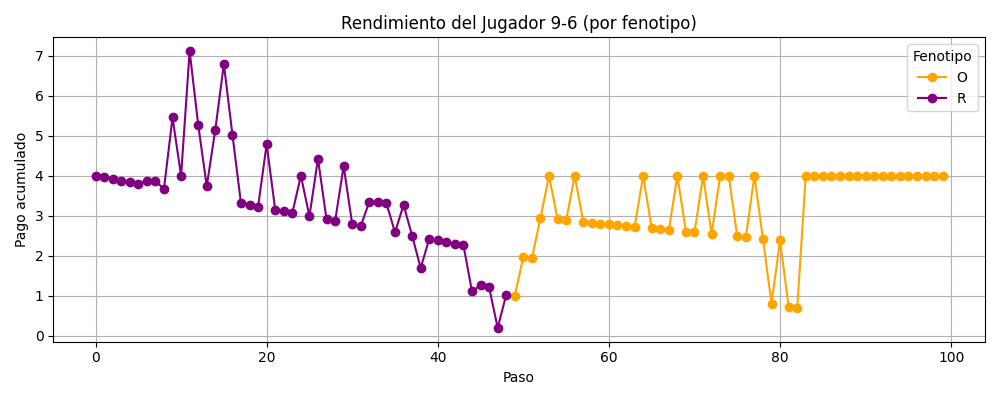 Rendimiento del Jugador 9-6 (por fenotipo)
Pago acumulado
7
6
5
4
3
2
1
0
Fenotipo
O
R
0 20 40 60 80 100
Paso